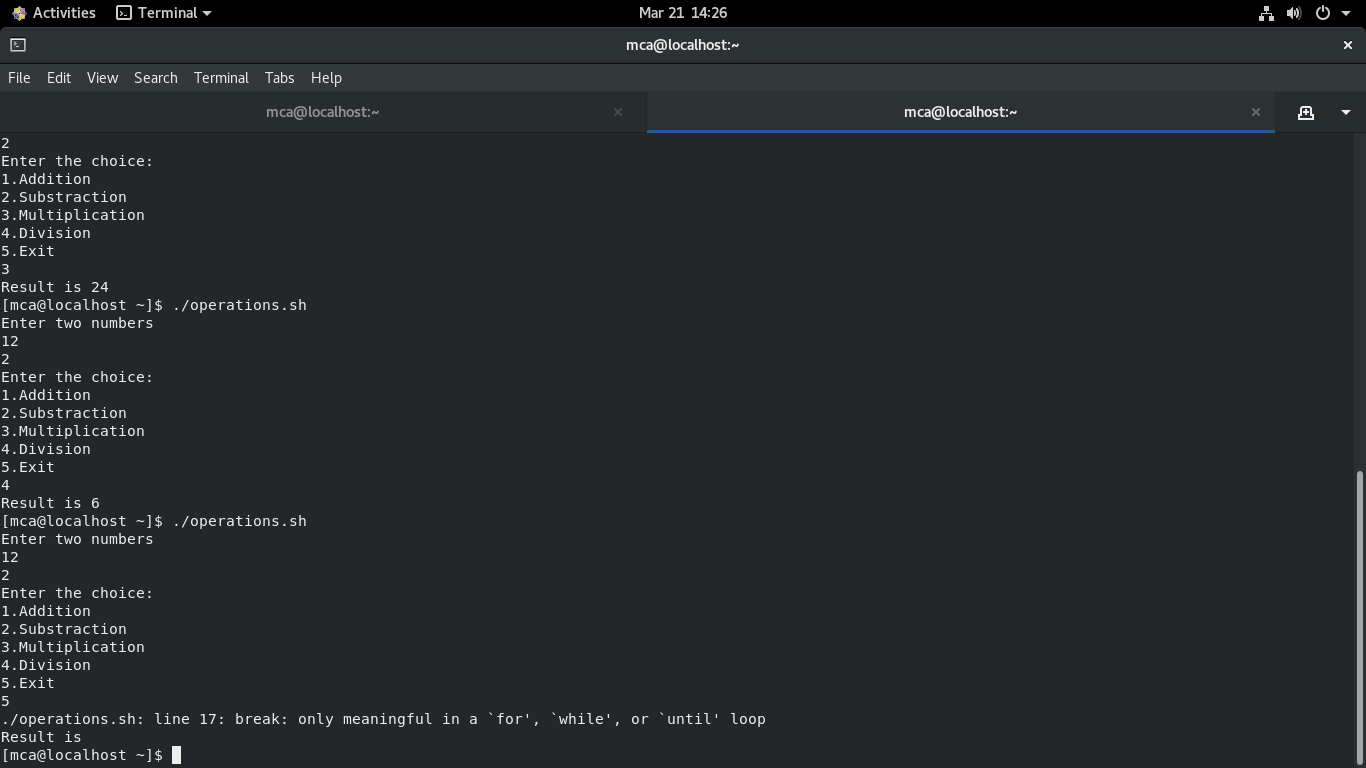 Activities Terminal Mar 21 14:26
mca@localhost:~
File Edit View Search Terminal Tabs Help
mca@localhost:~ mca@localhost:~
2
Enter the choice:
1.Addition
2.Substraction
3.Multiplication
4.Division
5.Exit
3
Result is 24
[mca@localhost ~]$ ./operations.sh
Enter two numbers
12
2
Enter the choice:
1.Addition
2.Substraction
3.Multiplication
4.Division
5.Exit
4
Result is 6
[mca@localhost ~]$ ./operations.sh
Enter two numbers
12
2
Enter the choice:
1.Addition
2.Substraction
3.Multiplication
4.Division
5.Exit
5
./operations.sh: line 17: break: only meaningful in a `for', `while', or `until' loop
Result is
[mca@localhost ~]$